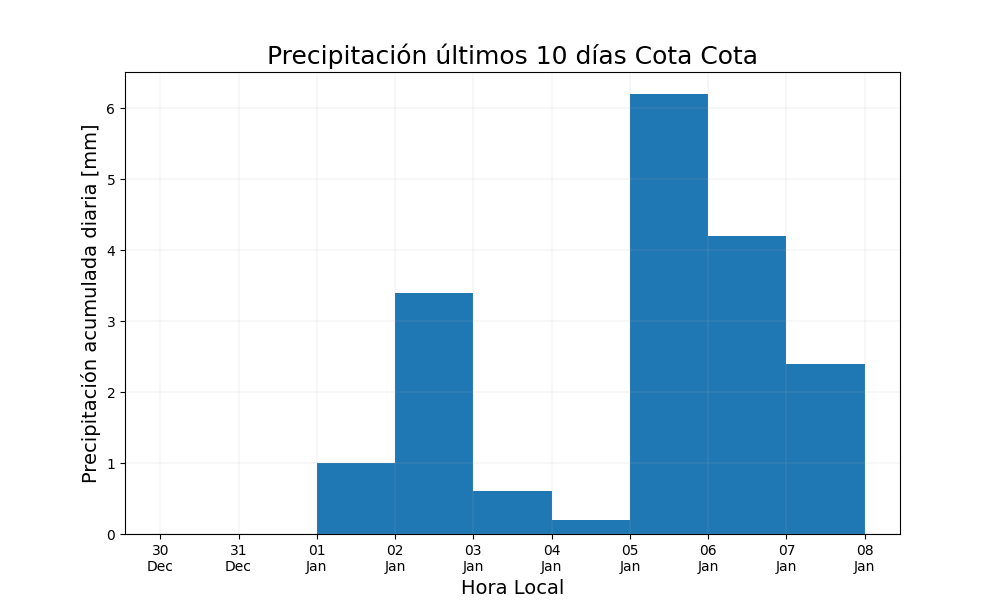 Precipitación últimos 10 días Cota Cota
Precipitación acumulada diaria [mm]
6
5
4
3
2
1
0
30 Dec
31 Dec
01 Jan
02 Jan
03 Jan
04 Jan
05 Jan
06 Jan
07 Jan
08 Jan
Hora Local